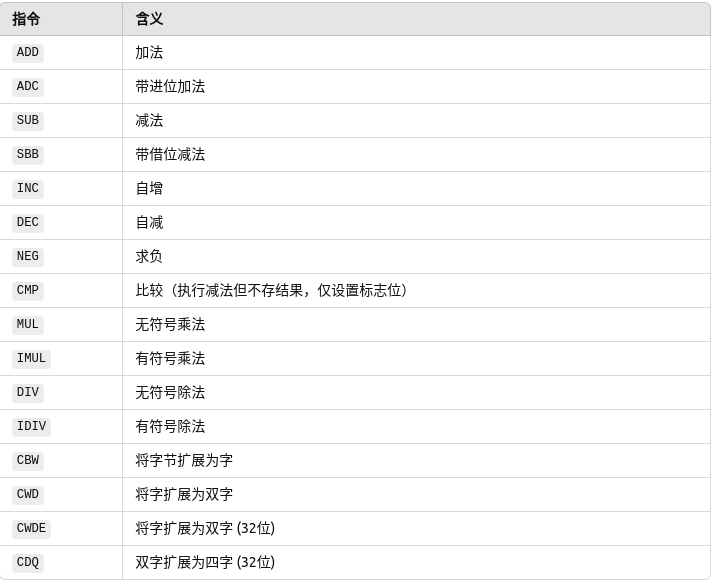 指令 含义
ADD 加法
ADC 带进位加法
SUB 减法
SBB 带借位减法
INC 自增
DEC 自减
NEG 求负
CMP 比较（执行减法但不存结果，仅设置标志位）
MUL 无符号乘法
IMUL 有符号乘法
DIV 无符号除法
IDIV 有符号除法
CBW 将字节扩展为字
CWD 将字扩展为双字
CWDE 将字扩展为双字 (32位)
CDQ 双字扩展为四字 (32位)